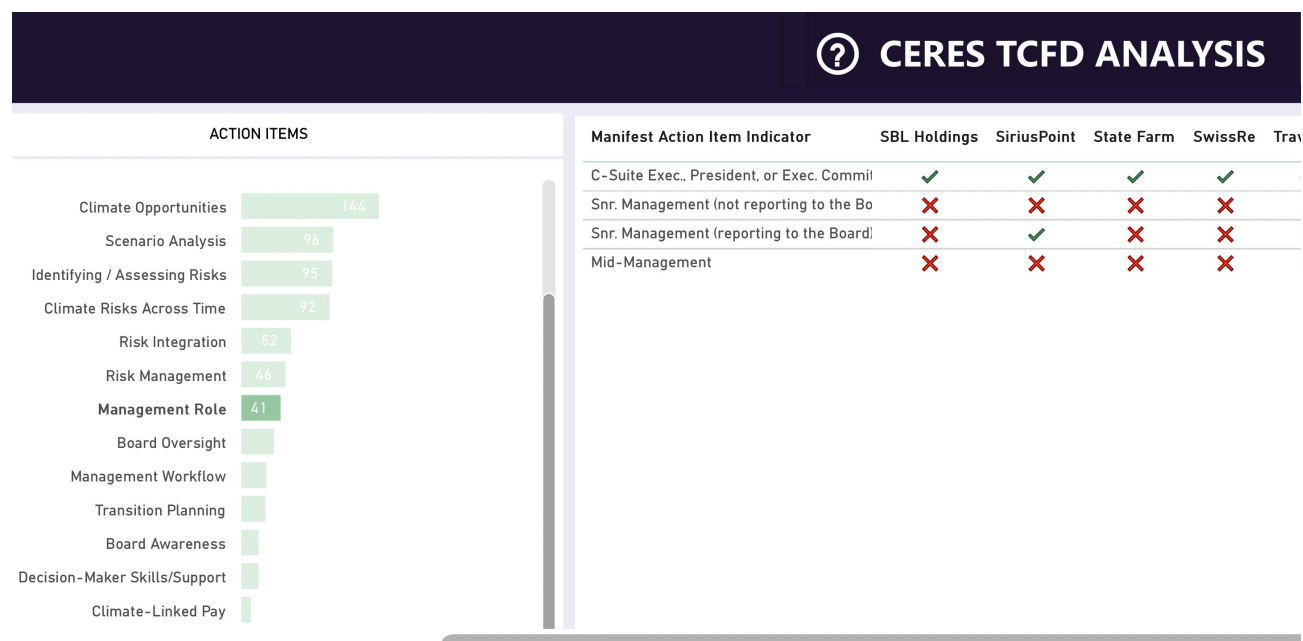 CERES TCFD ANALYSIS
ACTION ITEMS
Climate Opportunities 144
Scenario Analysis 96
Identifying / Assessing Risks 95
Climate Risks Across Time 92
Risk Integration 52
Risk Management 46
Management Role 41
Board Oversight
Management Workflow
Transition Planning
Board Awareness
Decision-Maker Skills/Support
Climate-Linked Pay
Manifest Action Item Indicator SBL Holdings SiriusPoint State Farm SwissRe Trav
C-Suite Exec., President, or Exec. Commit
Snr. Management (not reporting to the Bo
Snr. Management (reporting to the Board)
Mid-Management